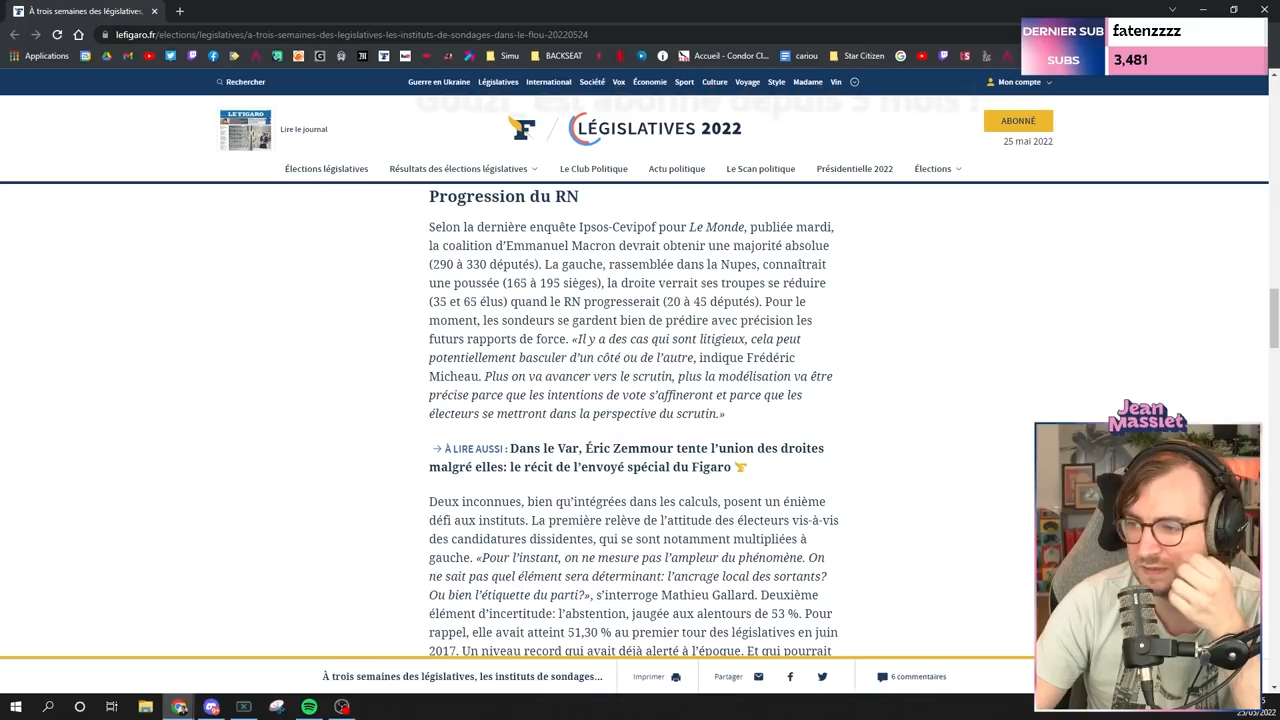 À trois semaines des législative
lefigaro.fr/elections/legislatives/a-trois-semaines-des-legislatives-les-instituts-de-sondages-dans-le-flou-20220524
DERNIER SUB fatenzzzz
SUBS 3,481
Applications
Simu
BACKSEAT
Recueil - Condor Cl...
cariou
Star Citizen
Rechercher
Guerre en Ukraine Législatives International Société Vox Économie Sport Culture Voyage Style Madame Vin
Mon compte
LE FIGARO
Lire le journal
LÉGISLATIVES 2022
ABONNÉ
25 mai 2022
Élections législatives Résultats des élections législatives Le Club Politique Actu politique Le Scan politique Présidentielle 2022 Élections
Progression du RN
Selon la dernière enquête Ipsos-Cevipof pour Le Monde, publiée mardi,
la coalition d’Emmanuel Macron devrait obtenir une majorité absolue
(290 à 330 députés). La gauche, rassemblée dans la Nupes, connaîtrait
une poussée (165 à 195 sièges), la droite verrait ses troupes se réduire
(35 et 65 élus) quand le RN progresserait (20 à 45 députés). Pour le
moment, les sondeurs se gardent bien de prédire avec précision les
futurs rapports de force. «Il y a des cas qui sont litigieux, cela peut
potentiellement basculer d’un côté ou de l’autre, indique Frédéric
Micheau. Plus on va avancer vers le scrutin, plus la modélisation va être
précise parce que les intentions de vote s’affineront et parce que les
électeurs se mettront dans la perspective du scrutin.»
À LIRE AUSSI : Dans le Var, Éric Zemmour tente l’union des droites
malgré elles: le récit de l’envoyé spécial du Figaro
Deux inconnues, bien qu’intégrées dans les calculs, posent un énième
défi aux instituts. La première relève de l’attitude des électeurs vis-à-vis
des candidatures dissidentes, qui se sont notamment multipliées à
gauche. «Pour l’instant, on ne mesure pas l’ampleur du phénomène. On
ne sait pas quel élément sera déterminant: l’ancrage local des sortants?
Ou bien l’étiquette du parti?», s’interroge Mathieu Gallard. Deuxième
élément d’incertitude: l’abstention, jaugée aux alentours de 53 %. Pour
rappel, elle avait atteint 51,30 % au premier tour des législatives en juin
2017. Un niveau record qui avait déjà alerté à l’époque. Et qui pourrait
Jean
Massiet
À trois semaines des législatives, les instituts de sondages...
Imprimer
Partager
6 commentaires
25/05/2022